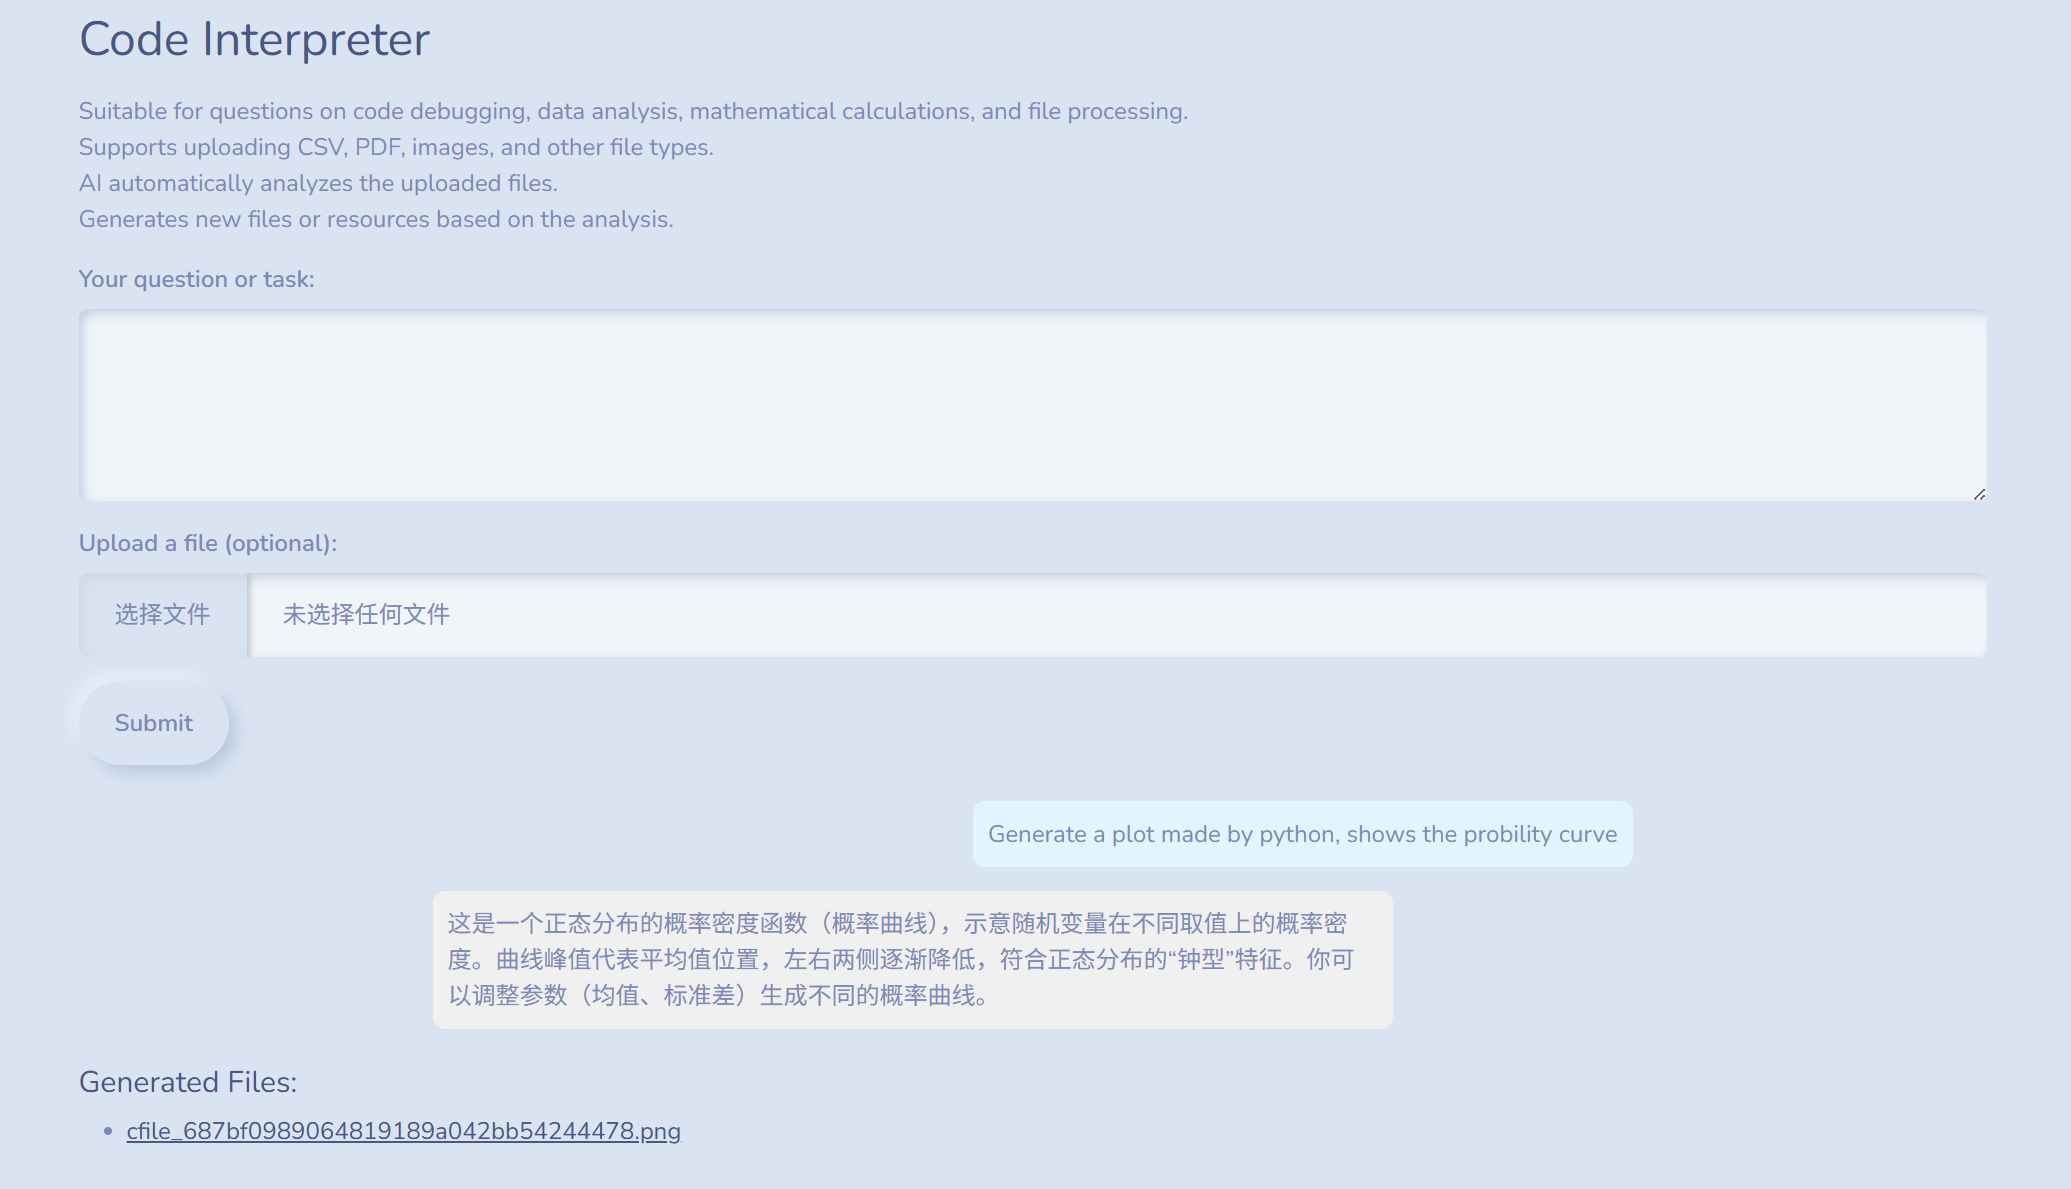 Code Interpreter
Suitable for questions on code debugging, data analysis, mathematical calculations, and file processing.
Supports uploading CSV, PDF, images, and other file types.
AI automatically analyzes the uploaded files.
Generates new files or resources based on the analysis.
Your question or task:
Upload a file (optional):
选择文件 未选择任何文件
Submit
Generate a plot made by python, shows the probility curve
这是一个正态分布的概率密度函数（概率曲线），示意随机变量在不同取值上的概率密
度。曲线峰值代表平均值位置，左右两侧逐渐降低，符合正态分布的“钟型”特征。你可
以调整参数（均值、标准差）生成不同的概率曲线。
Generated Files:
cfile_687bf0989064819189a042bb54244478.png